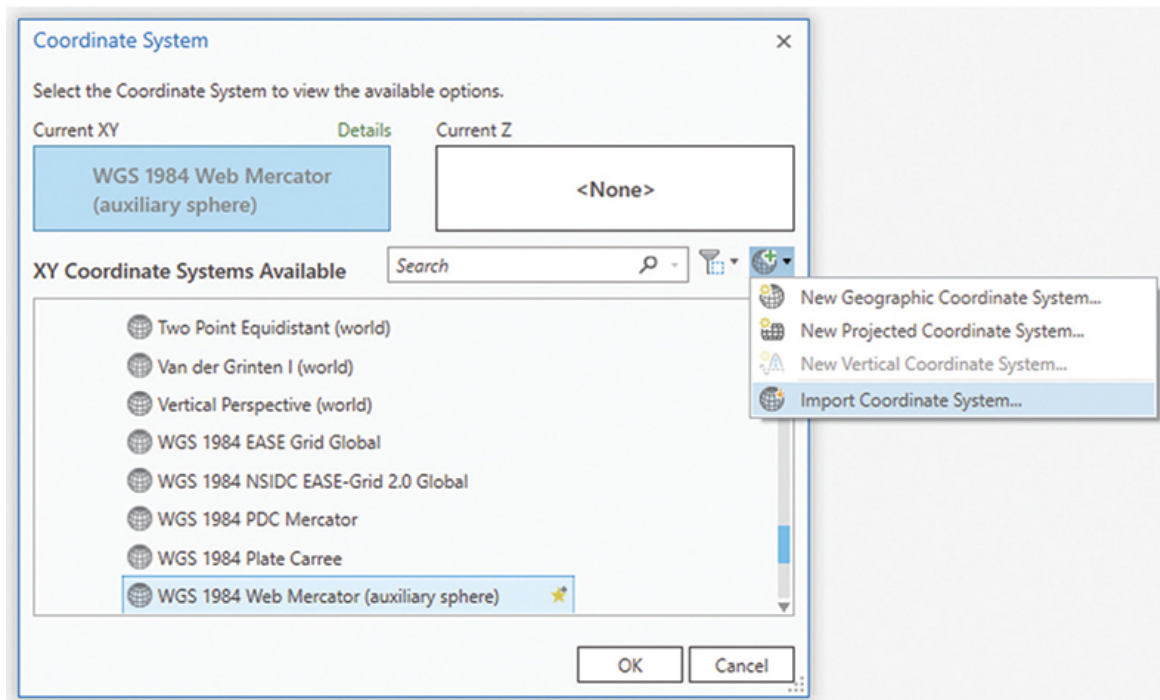 Coordinate System
Select the Coordinate System to view the available options.
Current XY
Details
Current Z
WGS 1984 Web Mercator
(auxiliary sphere)
<None>
XY Coordinate Systems Available
Search
New Geographic Coordinate System...
New Projected Coordinate System...
New Vertical Coordinate System...
Import Coordinate System...
Two Point Equidistant (world)
Van der Grinten I (world)
Vertical Perspective (world)
WGS 1984 EASE Grid Global
WGS 1984 NSIDC EASE-Grid 2.0 Global
WGS 1984 PDC Mercator
WGS 1984 Plate Carree
WGS 1984 Web Mercator (auxiliary sphere)
OK
Cancel